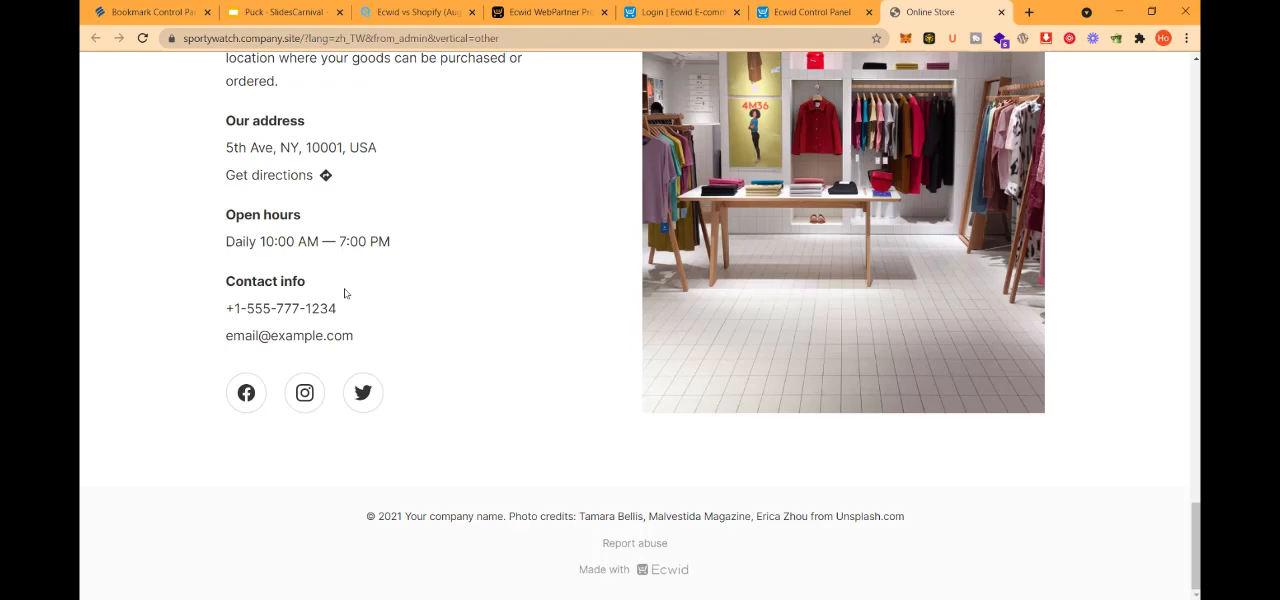 Bookmark Control Pa
Puck - SlidesCarnival
Ecwid vs Shopify (Aug
Ecwid WebPartner Pr
Login | Ecwid E-comm
Ecwid Control Panel
Online Store
sportywatch.company.site/?lang=zh_TW&from_admin&vertical=other
Ho
location where your goods can be purchased or
ordered.
Our address
5th Ave, NY, 10001, USA
Get directions
Open hours
Daily 10:00 AM — 7:00 PM
Contact info
+1-555-777-1234
email@example.com
4M36
© 2021 Your company name. Photo credits: Tamara Bellis, Malvestida Magazine, Erica Zhou from Unsplash.com
Report abuse
Made with Ecwid